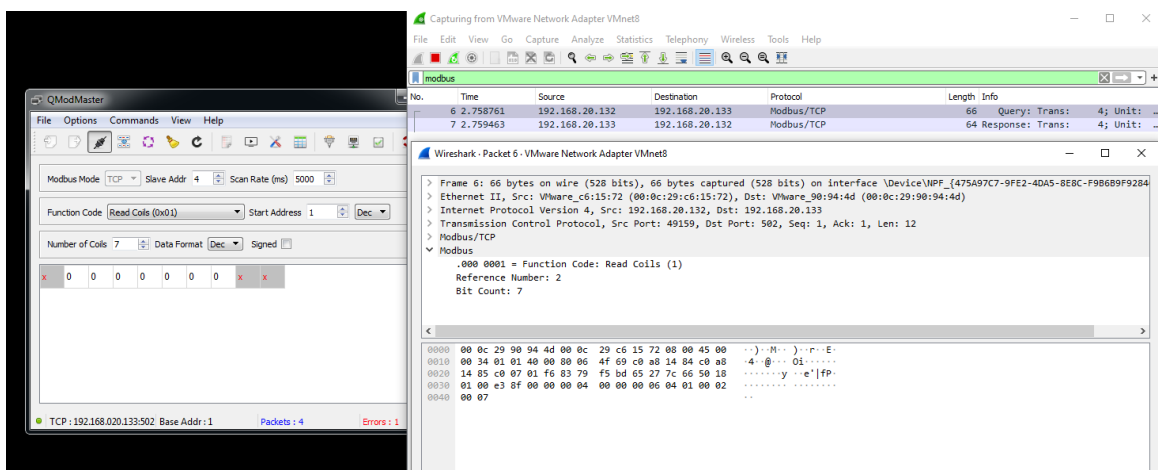 QModMaster
File Options Commands View Help
Modbus Mode TCP Slave Addr 4 Scan Rate (ms) 5000
Function Code Read Coils (0x01) Start Address 1 Dec
Number of Coils 7 Data Format Dec Signed
x 0 0 0 0 0 0 0 x x
TCP : 192.168.020.133:502 Base Addr : 1 Packets : 4 Errors : 1
Capturing from VMware Network Adapter VMnet8
File Edit View Go Capture Analyze Statistics Telephony Wireless Tools Help
modbus
No. Time Source Destination Protocol Length Info
6 2.758761 192.168.20.132 192.168.20.133 Modbus/TCP 66 Query: Trans: 4; Unit: …
7 2.759463 192.168.20.133 192.168.20.132 Modbus/TCP 64 Response: Trans: 4; Unit: …
Wireshark · Packet 6 · VMware Network Adapter VMnet8
Frame 6: 66 bytes on wire (528 bits), 66 bytes captured (528 bits) on interface \Device\NPF_{475A97C7-9FE2-4DA5-8E8C-F9B6B9F9284
Ethernet II, Src: VMware_c6:15:72 (00:0c:29:c6:15:72), Dst: VMware_90:94:4d (00:0c:29:90:94:4d)
Internet Protocol Version 4, Src: 192.168.20.132, Dst: 192.168.20.133
Transmission Control Protocol, Src Port: 49159, Dst Port: 502, Seq: 1, Ack: 1, Len: 12
Modbus/TCP
Modbus
.000 0001 = Function Code: Read Coils (1)
Reference Number: 2
Bit Count: 7
0000 00 0c 29 90 94 4d 00 0c 29 c6 15 72 08 00 45 00 ··)··M·· )··r··E·
0010 00 34 01 01 40 00 80 06 4f 69 c0 a8 14 84 c0 a8 ·4··@··· Oi······
0020 14 85 c0 07 01 f6 83 79 f5 bd 65 27 7c 66 50 18 ·······y ··e'|fP·
0030 01 00 e3 8f 00 00 00 04 00 00 00 06 04 01 00 02 ········ ········
0040 00 07 ··